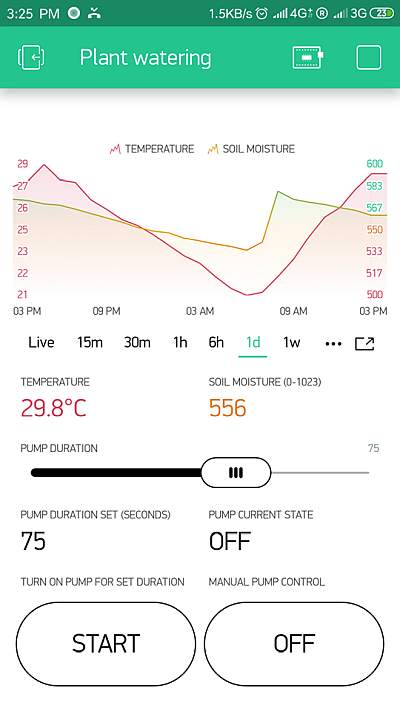 3:25 PM 1.5KB/s 4G R 3G 23
Plant watering
TEMPERATURE SOIL MOISTURE
29 600
27 583
26 567
25 550
23 533
22 517
21 500
03 PM 09 PM 03 AM 09 AM 03 PM
Live 15m 30m 1h 6h 1d 1w
TEMPERATURE SOIL MOISTURE (0-1023)
29.8°C 556
PUMP DURATION 75
PUMP DURATION SET (SECONDS) PUMP CURRENT STATE
75 OFF
TURN ON PUMP FOR SET DURATION MANUAL PUMP CONTROL
START OFF